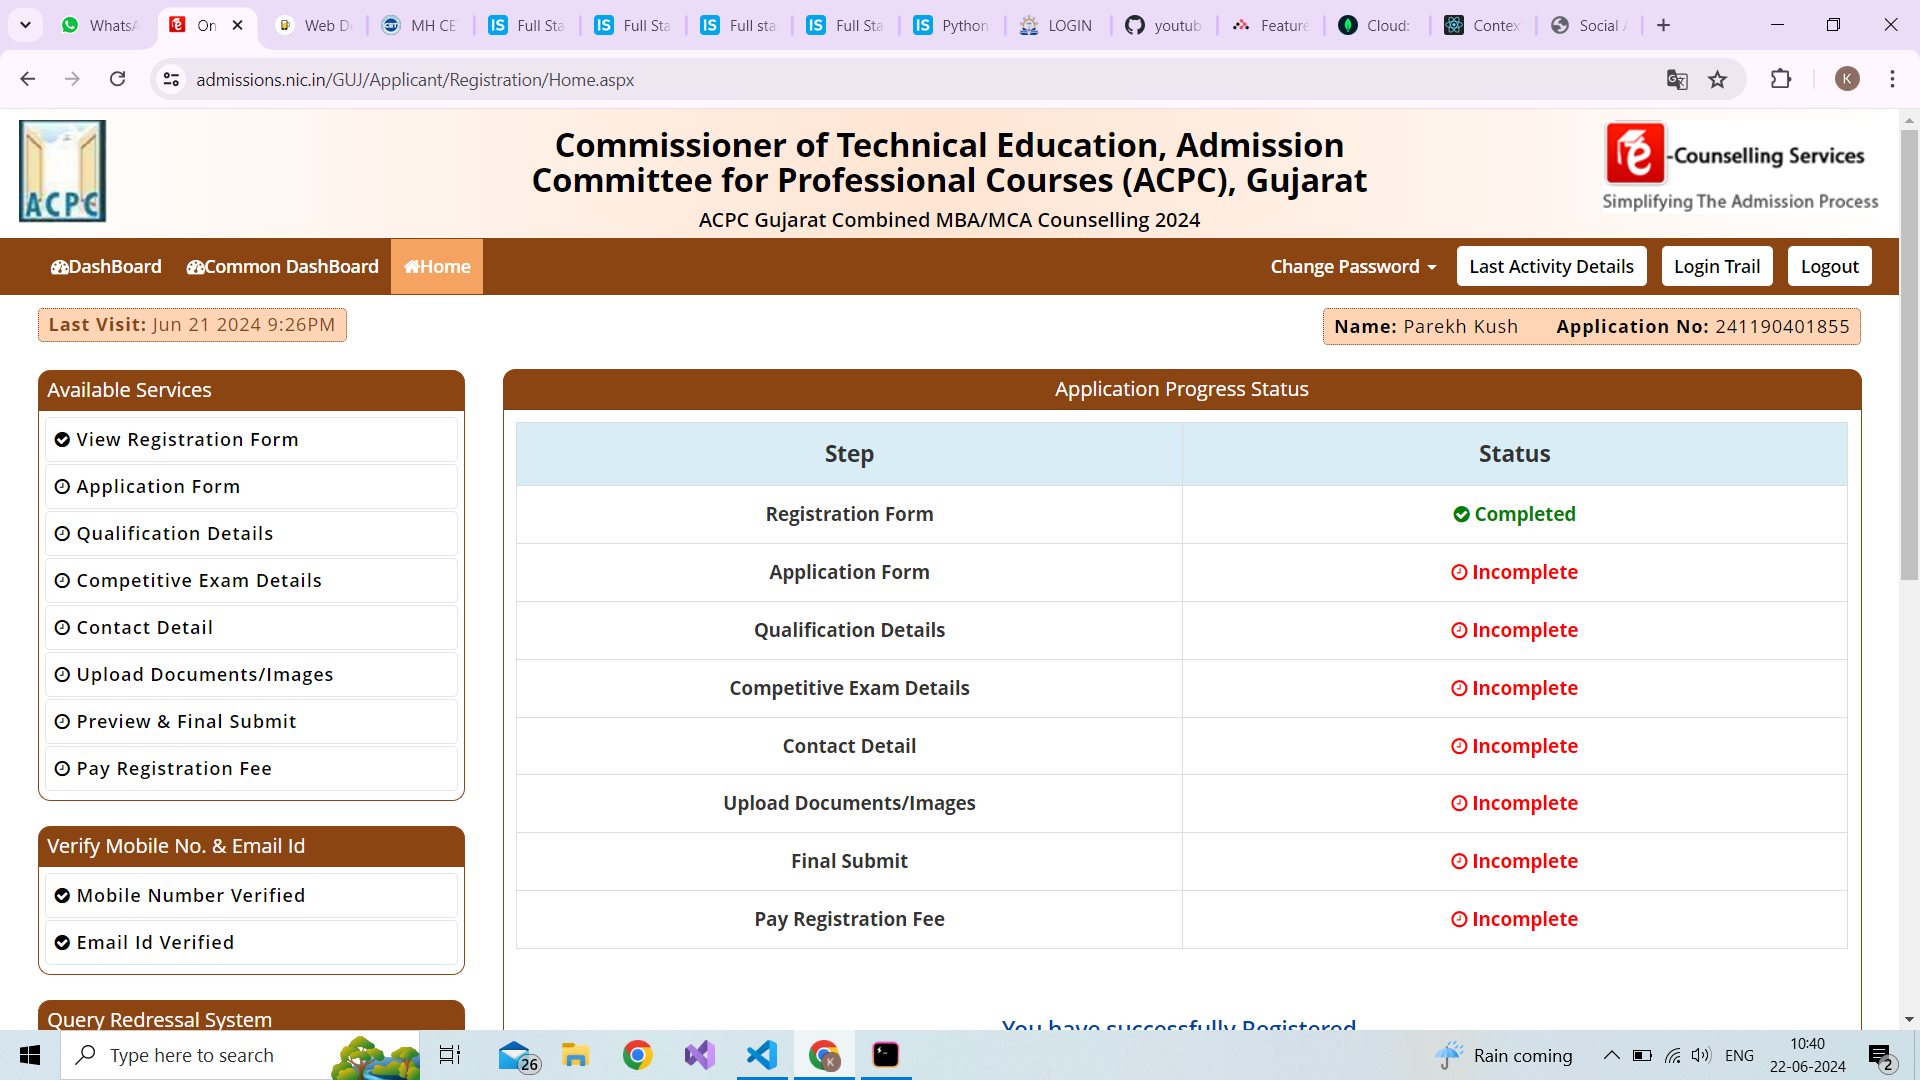 WhatsA
On
Web De
MH CE
Full Sta
Full Sta
Full sta
Full Sta
Python
LOGIN
youtub
Feature
Cloud:
Contex
Social A
admissions.nic.in/GUJ/Applicant/Registration/Home.aspx
K
ACPC
Commissioner of Technical Education, Admission
Committee for Professional Courses (ACPC), Gujarat
ACPC Gujarat Combined MBA/MCA Counselling 2024
e-Counselling Services
Simplifying The Admission Process
DashBoard
Common DashBoard
Home
Change Password
Last Activity Details
Login Trail
Logout
Last Visit: Jun 21 2024 9:26PM
Name: Parekh Kush Application No: 241190401855
Available Services
View Registration Form
Application Form
Qualification Details
Competitive Exam Details
Contact Detail
Upload Documents/Images
Preview & Final Submit
Pay Registration Fee
Verify Mobile No. & Email Id
Mobile Number Verified
Email Id Verified
Query Redressal System
Application Progress Status
Step Status
Registration Form Completed
Application Form Incomplete
Qualification Details Incomplete
Competitive Exam Details Incomplete
Contact Detail Incomplete
Upload Documents/Images Incomplete
Final Submit Incomplete
Pay Registration Fee Incomplete
You have successfully Registered
Type here to search
26
K
Rain coming
ENG
10:40
22-06-2024
2